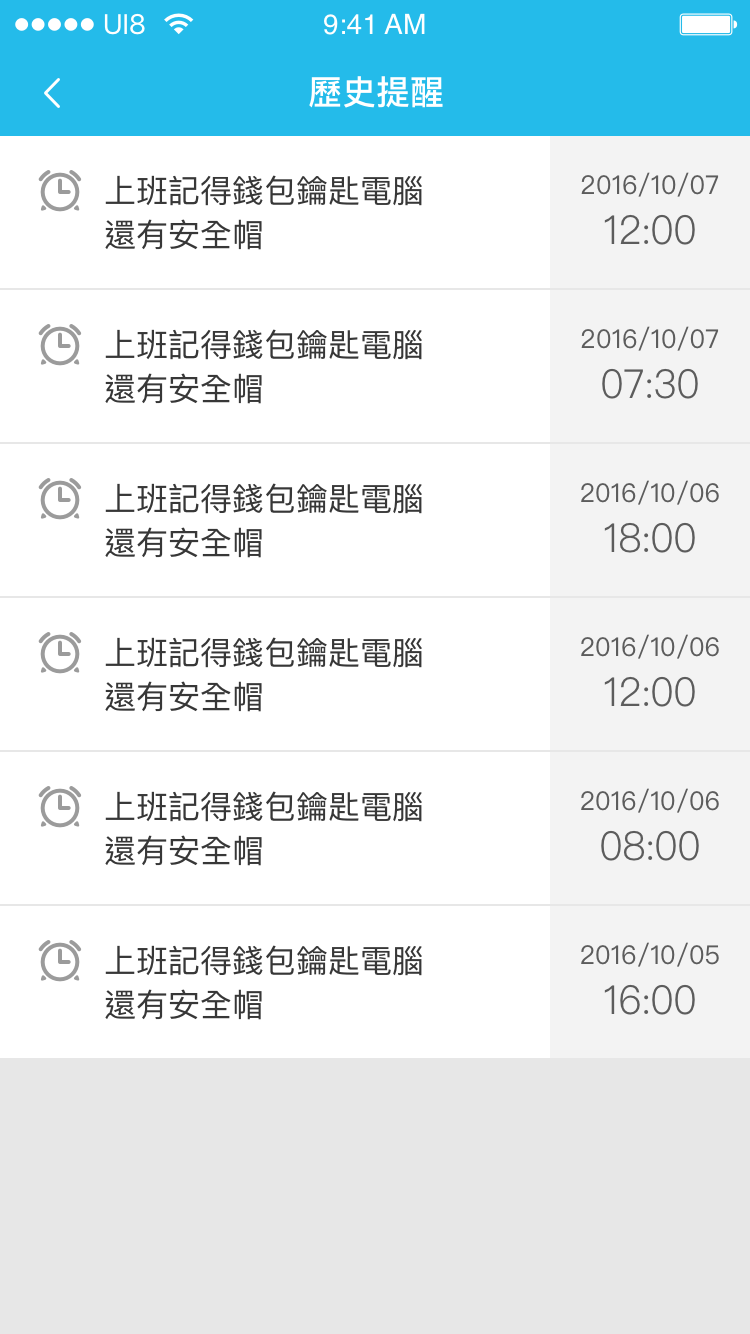 UI8 9:41 AM
歷史提醒
上班記得錢包鑰匙電腦
還有安全帽
2016/10/07
12:00
上班記得錢包鑰匙電腦
還有安全帽
2016/10/07
07:30
上班記得錢包鑰匙電腦
還有安全帽
2016/10/06
18:00
上班記得錢包鑰匙電腦
還有安全帽
2016/10/06
12:00
上班記得錢包鑰匙電腦
還有安全帽
2016/10/06
08:00
上班記得錢包鑰匙電腦
還有安全帽
2016/10/05
16:00